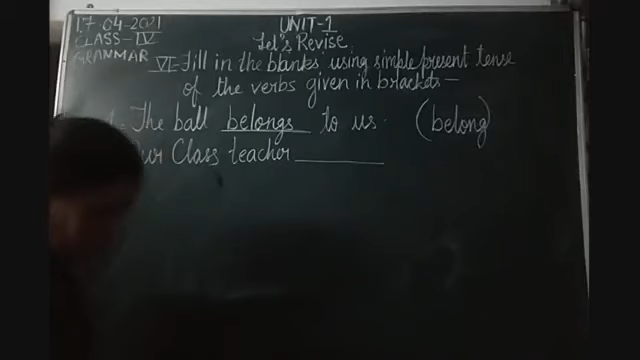 17-04-2021
CLASS-IV
GRAMMAR
UNIT-1
Let's Revise
VI-Fill in the blanks using simple present tense
of the verbs given in brackets-
The ball belongs to us. (belong)
Class teacher